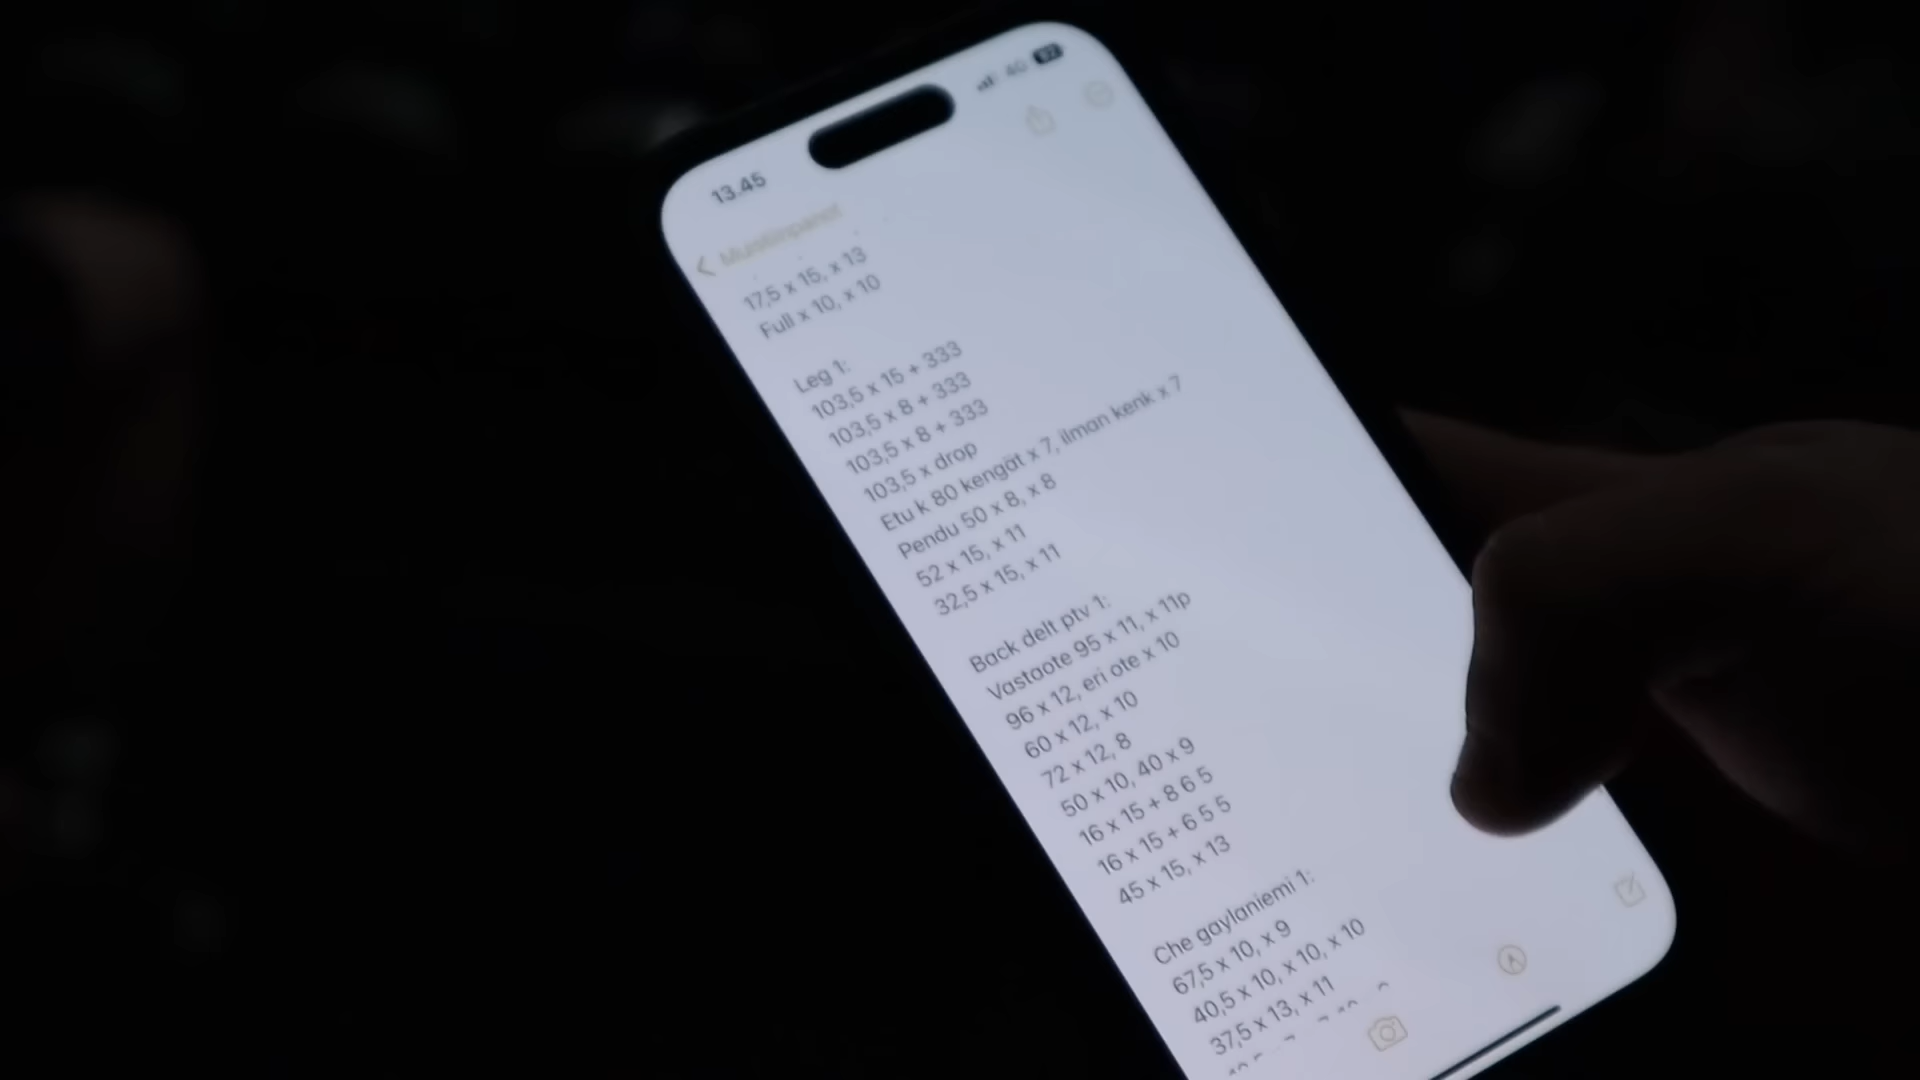 13.45
4G 92
Muistiinpanot
17,5 x 15, x 13
Full x 10, x 10
Leg 1:
103,5 x 15 + 333
103,5 x 8 + 333
103,5 x 8 + 333
103,5 x drop
Etu k 80 kengät x 7, ilman kenk x 7
Pendu 50 x 8, x 8
52 x 15, x 11
32,5 x 15, x 11
Back delt ptv 1:
Vastaote 95 x 11, x 11p
96 x 12, eri ote x 10
60 x 12, x 10
72 x 12, 8
50 x 10, 40 x 9
16 x 15 + 8 6 5
16 x 15 + 6 5 5
45 x 15, x 13
Che gaylaniemi 1:
67,5 x 10, x 9
40,5 x 10, x 10, x 10
37,5 x 13, x 11